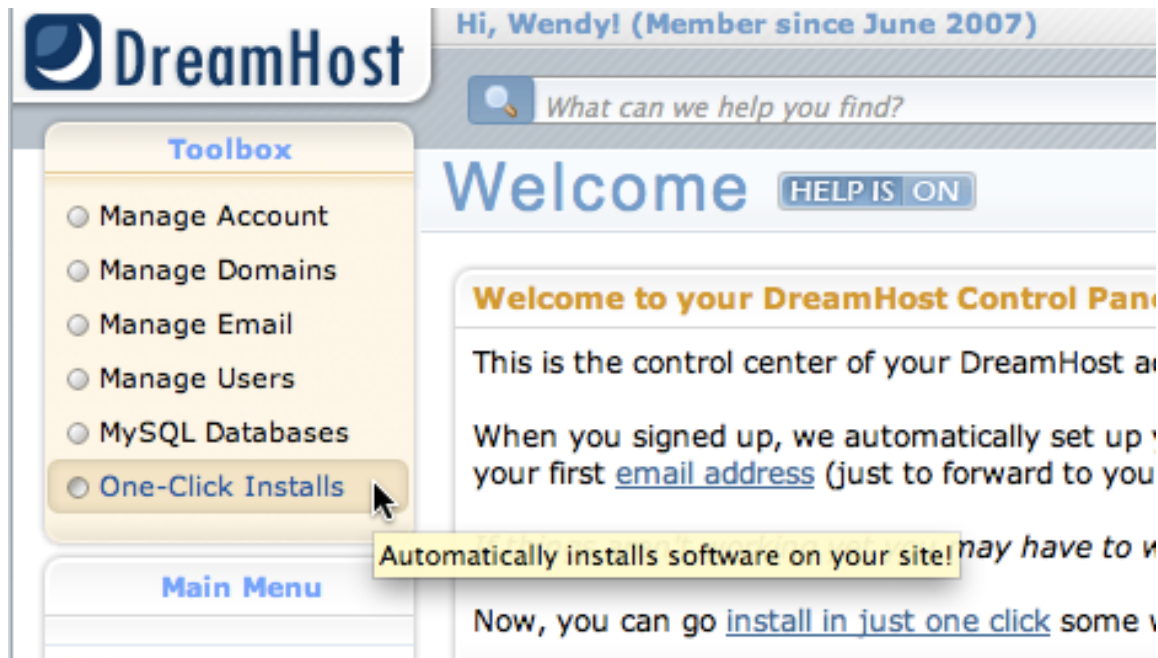 DreamHost
Hi, Wendy! (Member since June 2007)
What can we help you find?
Toolbox
Manage Account
Manage Domains
Manage Email
Manage Users
MySQL Databases
One-Click Installs
Automatically installs software on your site!
Main Menu
Welcome HELP IS ON
Welcome to your DreamHost Control
This is the control center of your DreamHost
When you signed up, we automatically set up
your first email address (just to forward to you
may have to
Now, you can go install in just one click some